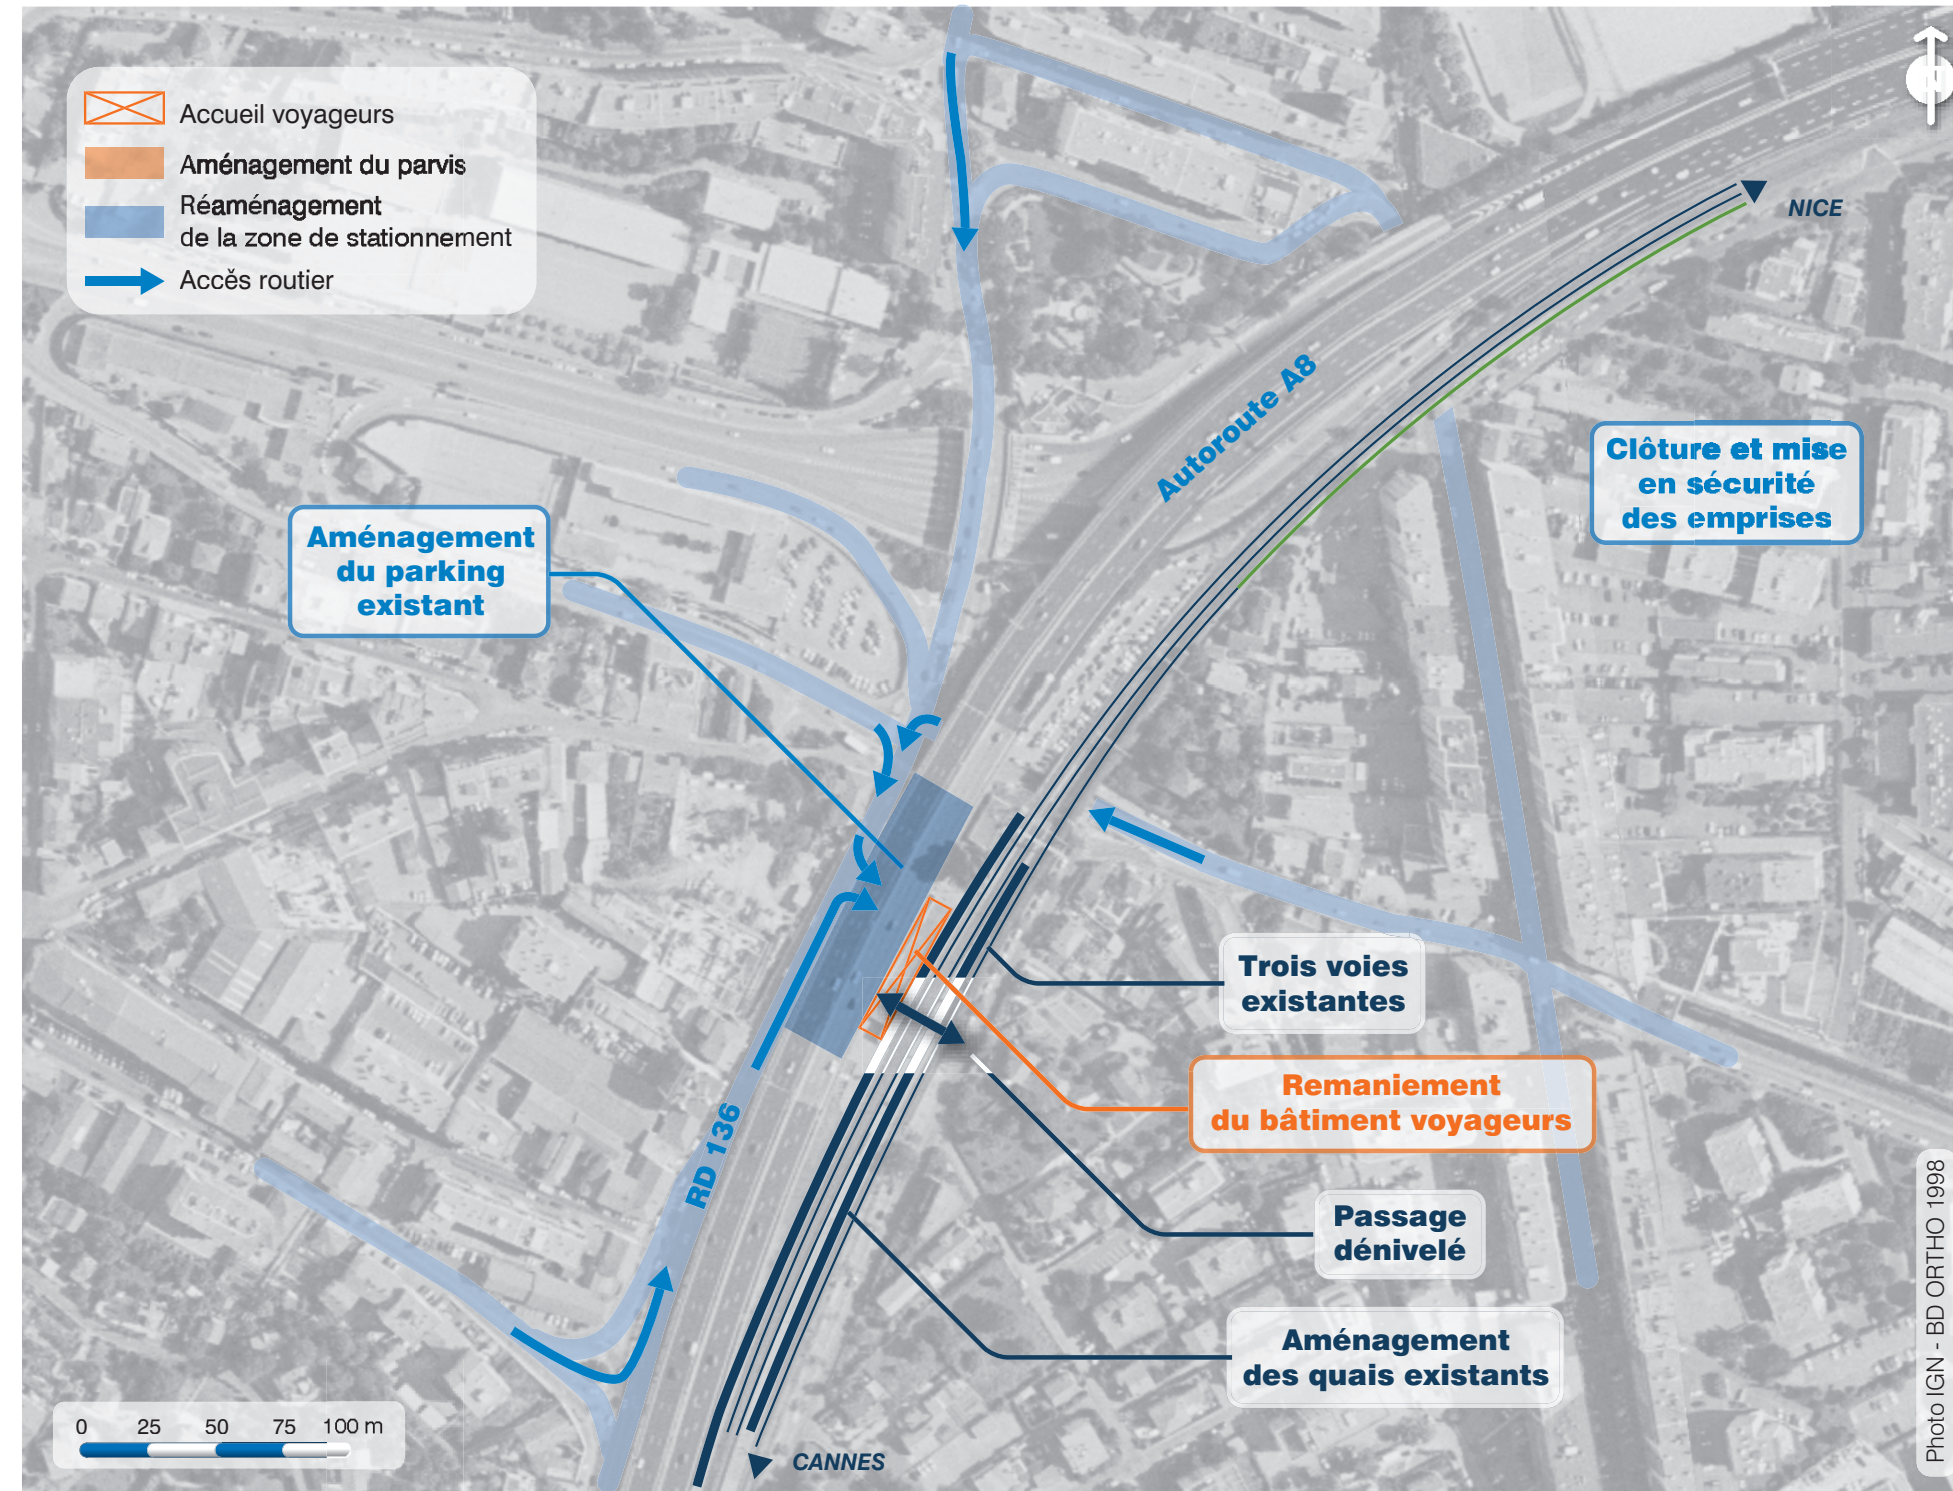 Accueil voyageurs
Aménagement du parvis
Réaménagement
de la zone de stationnement
Accès routier
NICE
Autoroute A8
Clôture et mise
en sécurité
des emprises
Aménagement
du parking
existant
Trois voies
existantes
Remaniement
du bâtiment voyageurs
RD 136
Passage
dénivelé
Aménagement
des quais existants
0 25 50 75 100 m
CANNES
Photo IGN - BD ORTHO 1998